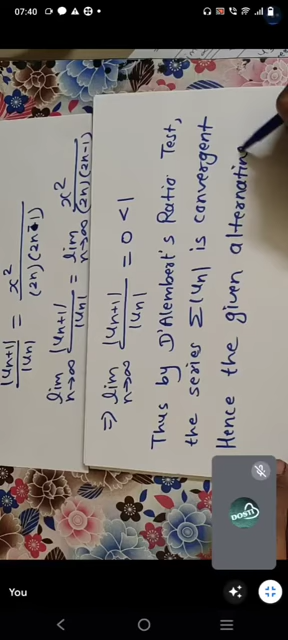 07:40
|Un+1| / |Un| = x² / (2n)(2n-1)
lim n→∞ |Un+1| / |Un| = lim n→∞ x² / (2n)(2n-1)
⇒ lim n→∞ |Un+1| / |Un| = 0 < 1
Thus by D'Alembert's Ratio Test,
the series Σ|Un| is convergent
Hence the given alternatin
DOSTI
You